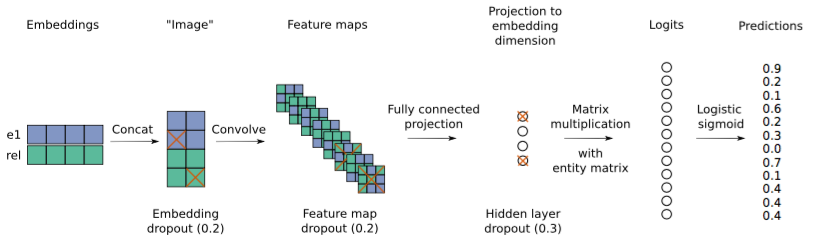 Embeddings
"Image"
Feature maps
Projection to
embedding
dimension
Logits
Predictions
e1
rel
Concat
Convolve
Fully connected
projection
Matrix
multiplication
with
entity matrix
Logistic
sigmoid
0.9
0.2
0.1
0.6
0.2
0.3
0.0
0.7
0.1
0.4
0.4
0.4
Embedding
dropout (0.2)
Feature map
dropout (0.2)
Hidden layer
dropout (0.3)